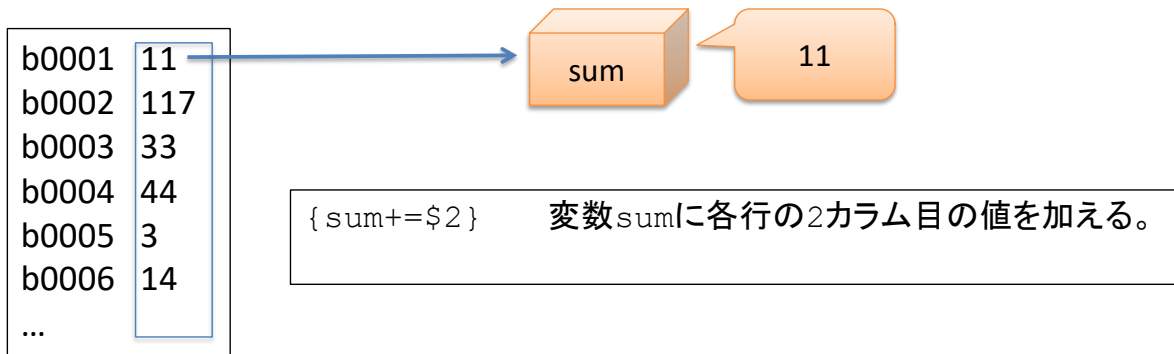 b0001 11
b0002 117
b0003 33
b0004 44
b0005 3
b0006 14
…
sum
11
{sum+=$2} 変数sumに各行の2カラム目の値を加える。